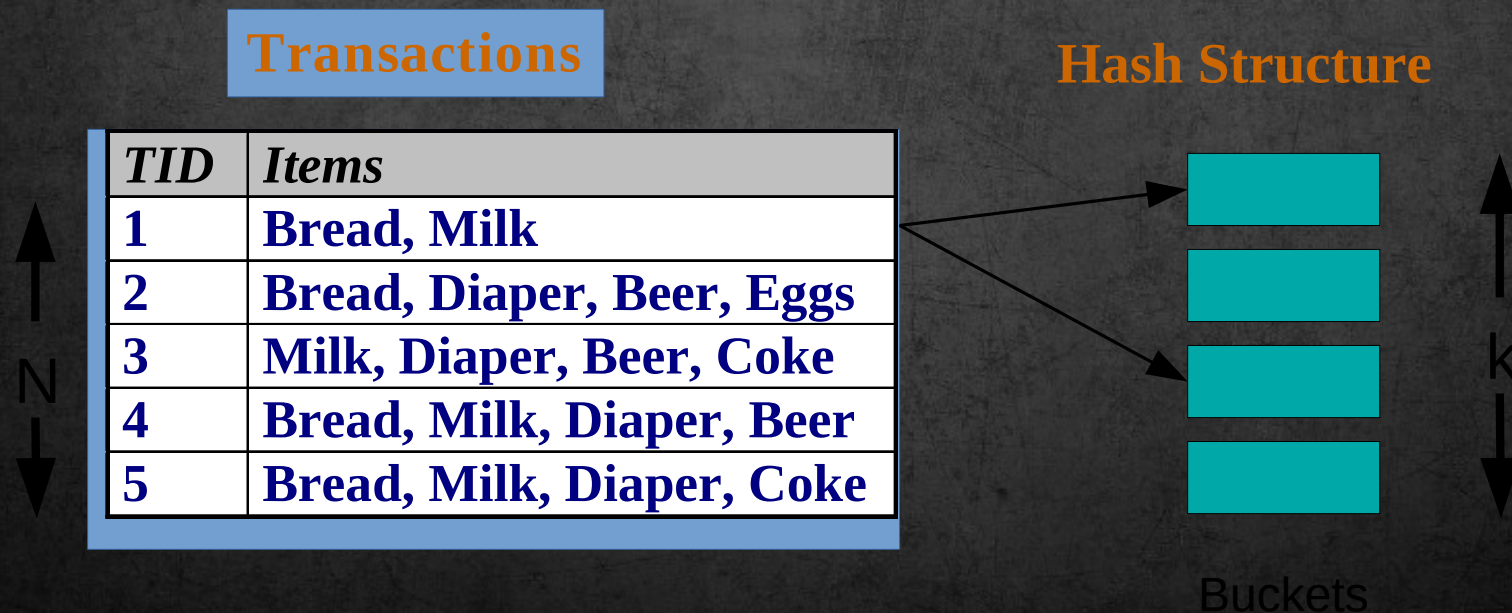 Transactions
Hash Structure
TID Items
1 Bread, Milk
2 Bread, Diaper, Beer, Eggs
3 Milk, Diaper, Beer, Coke
4 Bread, Milk, Diaper, Beer
5 Bread, Milk, Diaper, Coke
N
k
Buckets